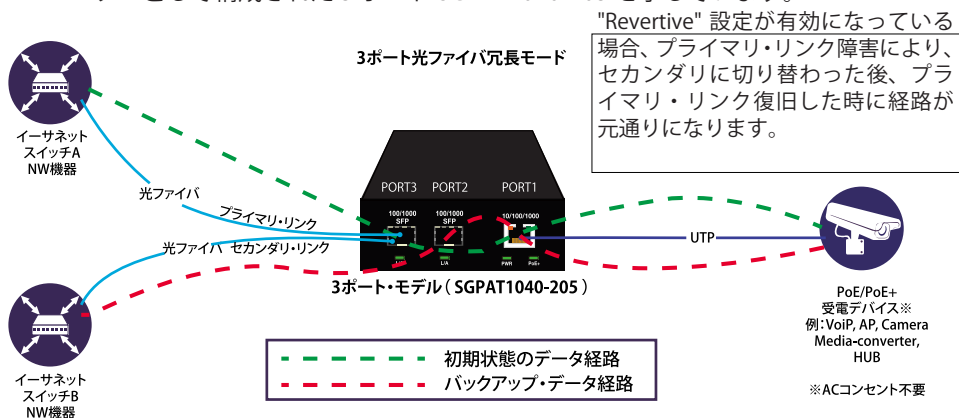 "Revertive" 設定が有効になっている
場合、プライマリ・リンク障害により、
セカンダリに切り替わった後、プラ
イマリ・リンク復旧した時に経路が
元通りになります。
3ポート光ファイバ冗長モード
イーサネット
スイッチA
NW機器
光ファイバ
プライマリ・リンク
光ファイバ セカンダリ・リンク
PORT3 PORT2 PORT1
100/1000
SFP
100/1000
SFP
10/100/1000
L/A
PWR
PoE+
UTP
3ポート・モデル（SGPAT1040-205）
PoE/PoE+
受電デバイス※
例：VoiP, AP, Camera
Media-converter,
HUB
※ACコンセント不要
イーサネット
スイッチB
NW機器
初期状態のデータ経路
バックアップ・データ経路